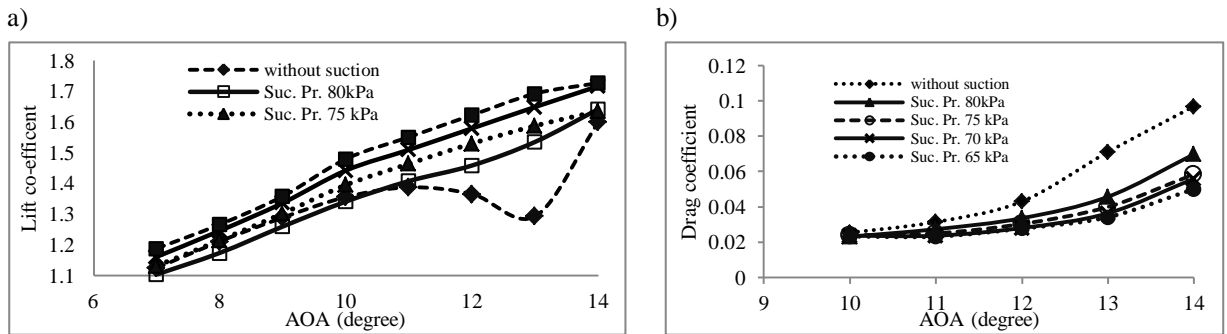 a)
1.8
1.7
1.6
1.5
1.4
1.3
1.2
1.1
6
8
10
12
14
Lift co-efficent
AOA (degree)
without suction
Suc. Pr. 80kPa
Suc. Pr. 75 kPa
b)
0.12
0.1
0.08
0.06
0.04
0.02
0
9
10
11
12
13
14
Drag coefficient
AOA (degree)
without suction
Suc. Pr. 80kPa
Suc. Pr. 75 kPa
Suc. Pr. 70 kPa
Suc. Pr. 65 kPa